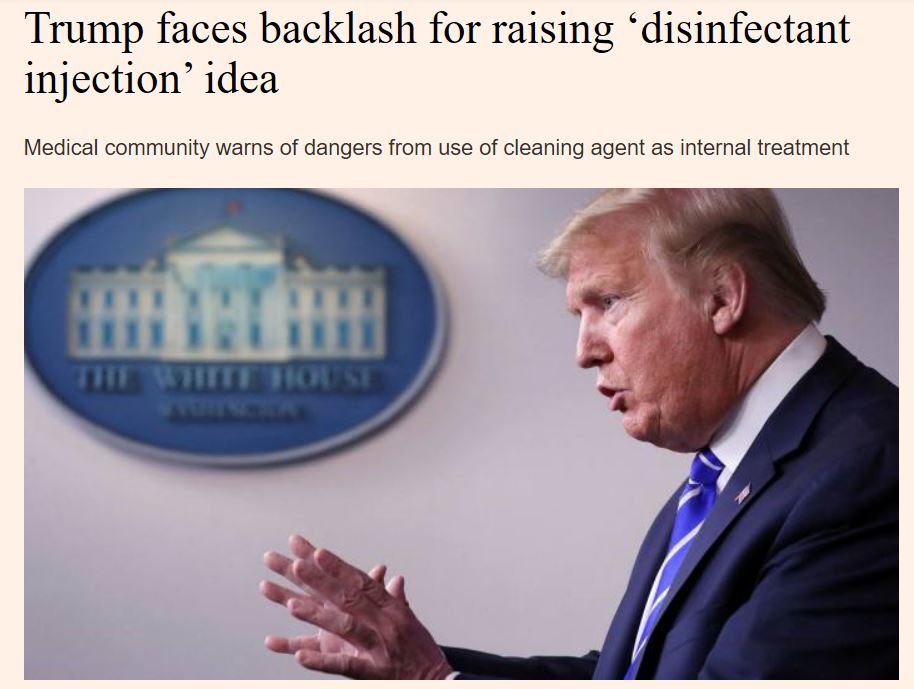 Trump faces backlash for raising ‘disinfectant
injection’ idea
Medical community warns of dangers from use of cleaning agent as internal treatment
THE WHITE HOUSE
WASHINGTON